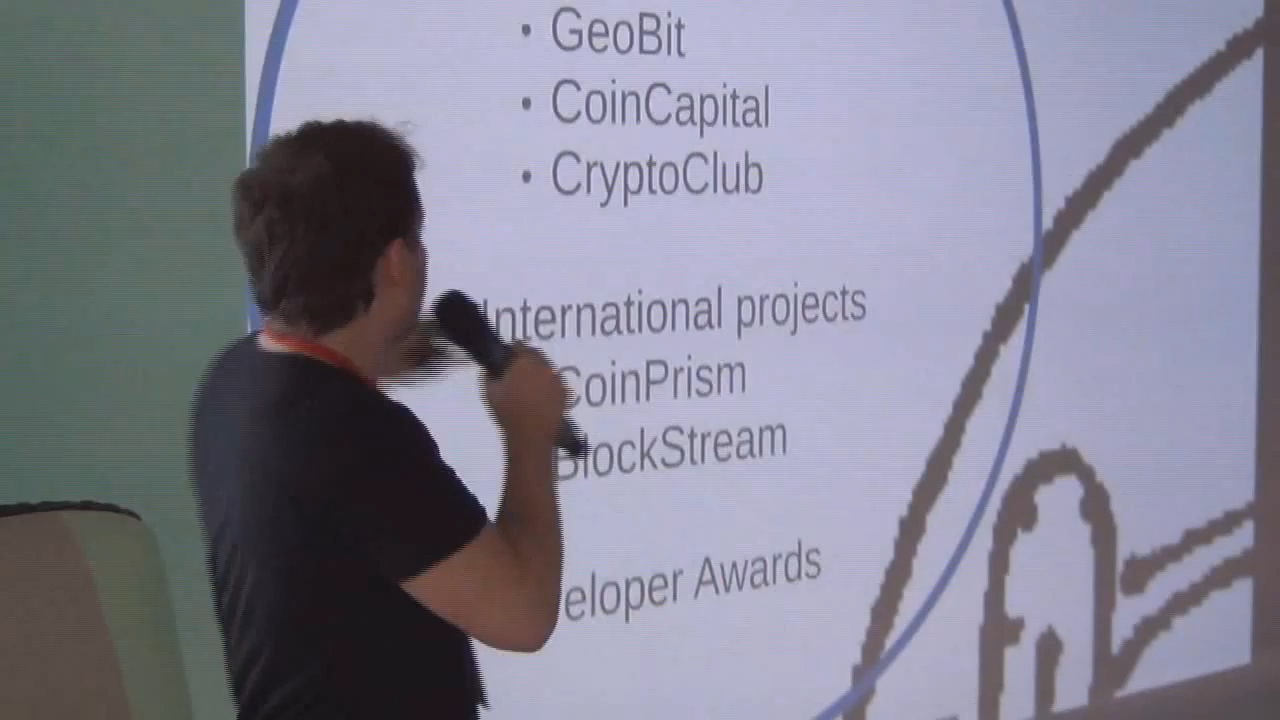 • GeoBit
• CoinCapital
• CryptoClub
International projects
CoinPrism
BlockStream
eloper Awards